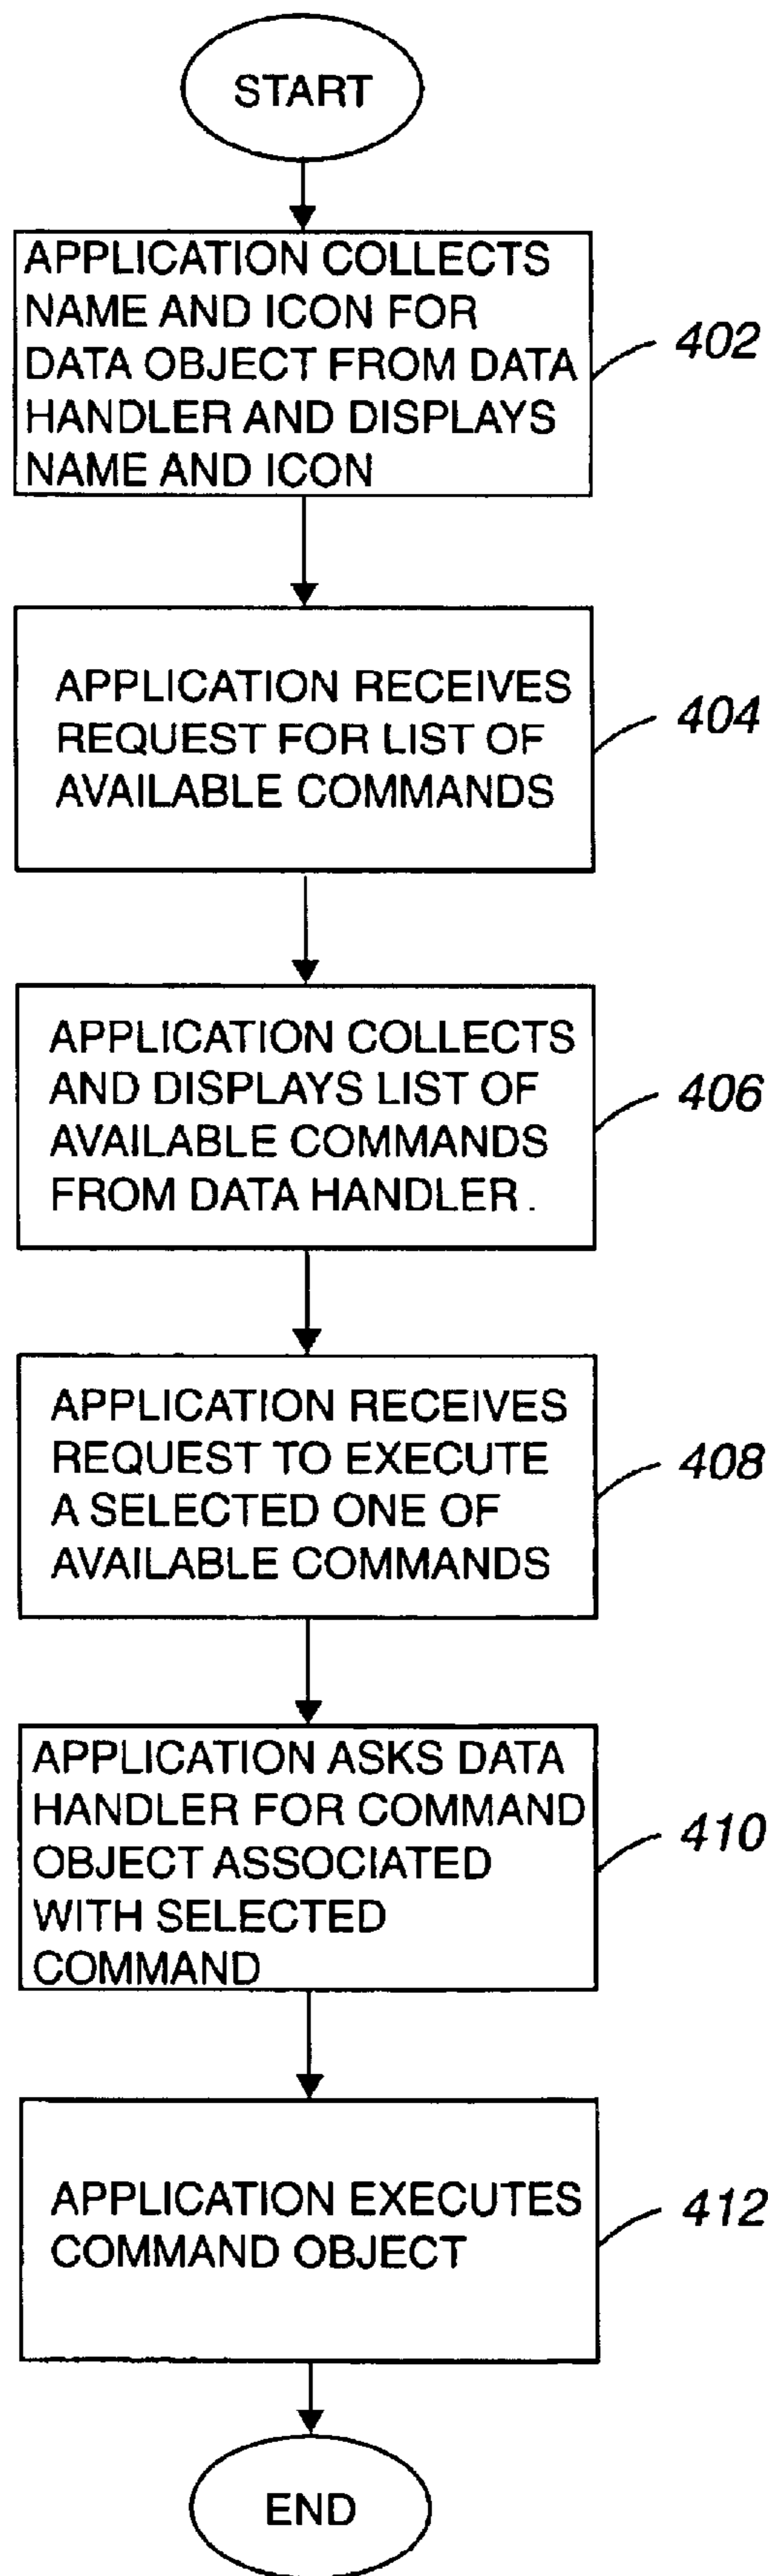 START
APPLICATION COLLECTS
NAME AND ICON FOR
DATA OBJECT FROM DATA
HANDLER AND DISPLAYS
NAME AND ICON
402
APPLICATION RECEIVES
REQUEST FOR LIST OF
AVAILABLE COMMANDS
404
APPLICATION COLLECTS
AND DISPLAYS LIST OF
AVAILABLE COMMANDS
FROM DATA HANDLER.
406
APPLICATION RECEIVES
REQUEST TO EXECUTE
A SELECTED ONE OF
AVAILABLE COMMANDS
408
APPLICATION ASKS DATA
HANDLER FOR COMMAND
OBJECT ASSOCIATED
WITH SELECTED
COMMAND
410
APPLICATION EXECUTES
COMMAND OBJECT
412
END